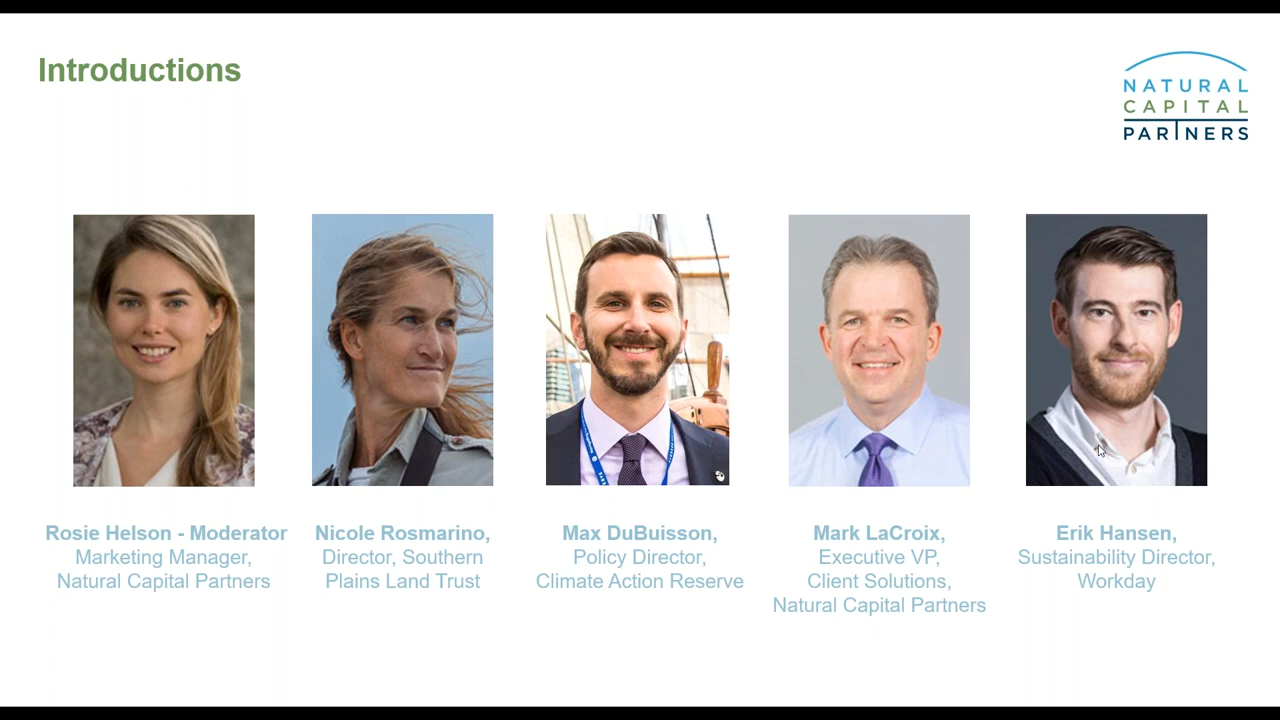 Introductions
NATURAL
CAPITAL
PARTNERS
Rosie Helson - Moderator
Marketing Manager,
Natural Capital Partners
Nicole Rosmarino,
Director, Southern
Plains Land Trust
Max DuBuisson,
Policy Director,
Climate Action Reserve
Mark LaCroix,
Executive VP,
Client Solutions,
Natural Capital Partners
Erik Hansen,
Sustainability Director,
Workday